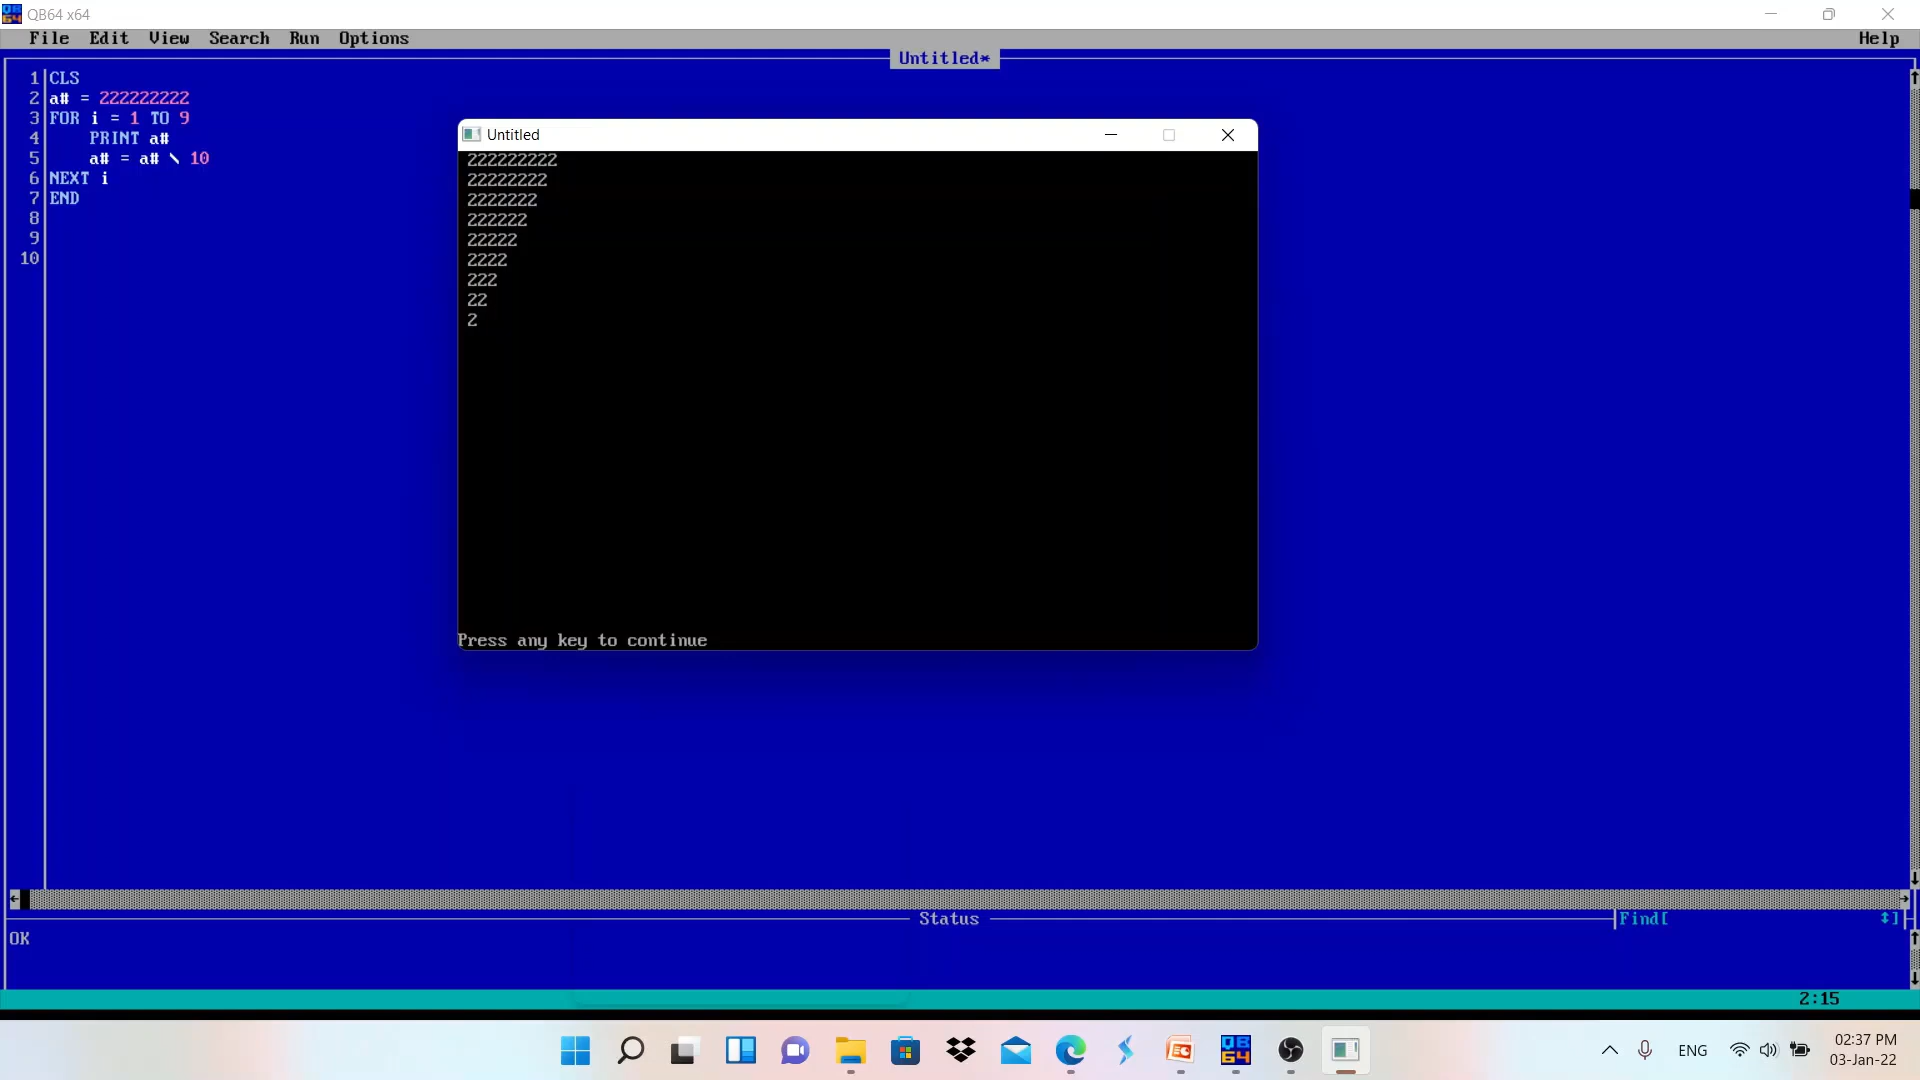 QB64 x64
File Edit View Search Run Options Help
Untitled*
1 CLS
2 a# = 222222222
3 FOR i = 1 TO 9
4 PRINT a#
5 a# = a# \ 10
6 NEXT i
7 END
8
9
10
Untitled
222222222
22222222
2222222
222222
22222
2222
222
22
2
Press any key to continue
Status
Find[ ]
OK
2:15
QB64
ENG
02:37 PM
03-Jan-22